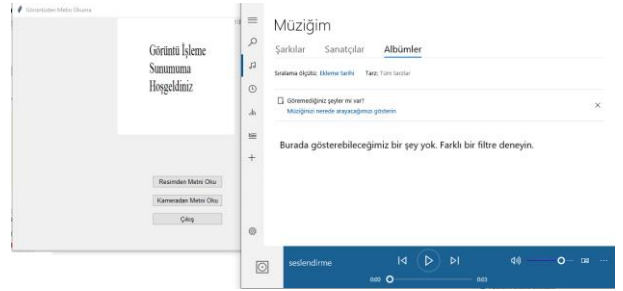 Görüntüden Metni Okuma
Görüntü İşleme
Sunumuma
Hoşgeldiniz
Resimden Metni Oku
Kameradan Metni Oku
Çıkış
Müziğim
Şarkılar Sanatçılar Albümler
Sıralama ölçütü: Ekleme tarihi Tarz: Tüm tarzlar
Göremediğiniz şeyler mi var?
Müziğinizi nerede arayacağımızı gösterin
Burada gösterebileceğimiz bir şey yok. Farklı bir filtre deneyin.
seslendirme
0:00 0:03